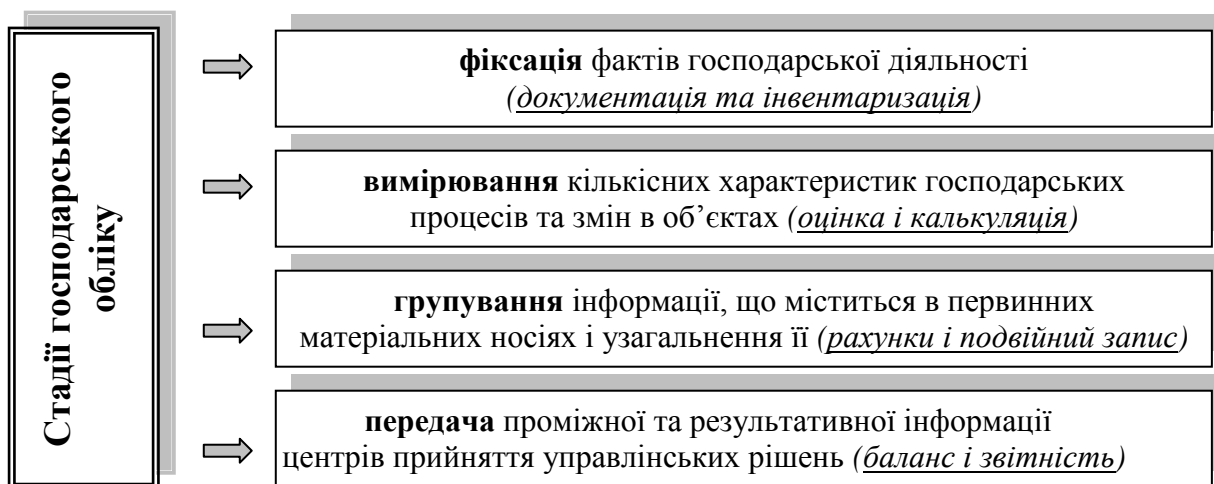 Стадії господарського
обліку
фіксація фактів господарської діяльності
(документація та інвентаризація)
вимірювання кількісних характеристик господарських
процесів та змін в об’єктах (оцінка і калькуляція)
групування інформації, що міститься в первинних
матеріальних носіях і узагальнення її (рахунки і подвійний запис)
передача проміжної та результативної інформації
центрів прийняття управлінських рішень (баланс і звітність)